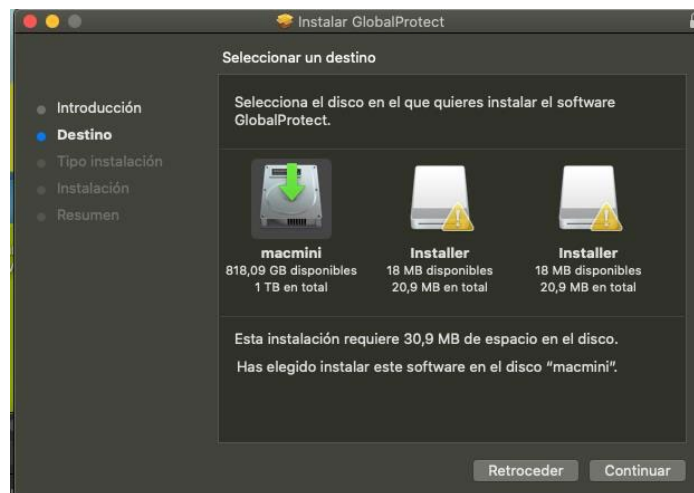 Instalar GlobalProtect
Seleccionar un destino
Introducción
Destino
Tipo instalación
Instalación
Resumen
Selecciona el disco en el que quieres instalar el software
GlobalProtect.
macmini
818,09 GB disponibles
1 TB en total
Installer
18 MB disponibles
20,9 MB en total
Installer
18 MB disponibles
20,9 MB en total
Esta instalación requiere 30,9 MB de espacio en el disco.
Has elegido instalar este software en el disco “macmini”.
Retroceder
Continuar